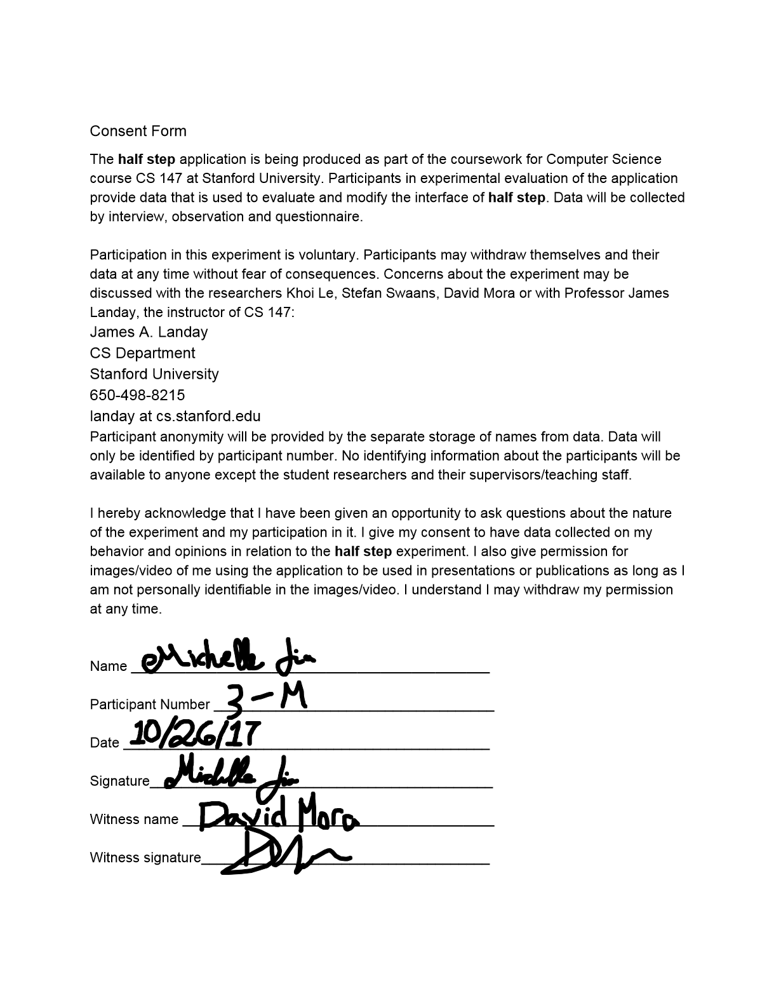 Consent Form
The half step application is being produced as part of the coursework for Computer Science
course CS 147 at Stanford University. Participants in experimental evaluation of the application
provide data that is used to evaluate and modify the interface of half step. Data will be collected
by interview, observation and questionnaire.
Participation in this experiment is voluntary. Participants may withdraw themselves and their
data at any time without fear of consequences. Concerns about the experiment may be
discussed with the researchers Khoi Le, Stefan Swaans, David Mora or with Professor James
Landay, the instructor of CS 147:
James A. Landay
CS Department
Stanford University
650-498-8215
landay at cs.stanford.edu
Participant anonymity will be provided by the separate storage of names from data. Data will
only be identified by participant number. No identifying information about the participants will be
available to anyone except the student researchers and their supervisors/teaching staff.
I hereby acknowledge that I have been given an opportunity to ask questions about the nature
of the experiment and my participation in it. I give my consent to have data collected on my
behavior and opinions in relation to the half step experiment. I also give permission for
images/video of me using the application to be used in presentations or publications as long as I
am not personally identifiable in the images/video. I understand I may withdraw my permission
at any time.
Name Michelle Jia
Participant Number 3-M
Date 10/26/17
Signature Michelle Jia
Witness name David Mora
Witness signature